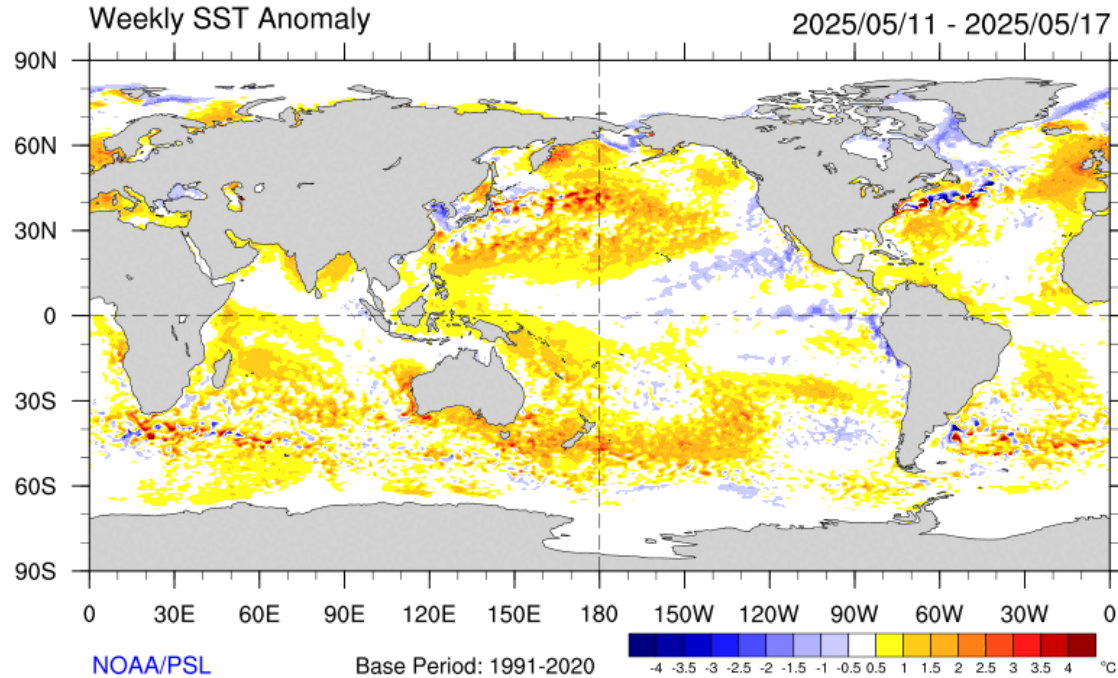 Weekly SST Anomaly
2025/05/11 - 2025/05/17
90N
60N
30N
0
30S
60S
90S
0 30E 60E 90E 120E 150E 180 150W 120W 90W 60W 30W 0
NOAA/PSL
Base Period: 1991-2020
-4 -3.5 -3 -2.5 -2 -1.5 -1 -0.5 0.5 1 1.5 2 2.5 3 3.5 4 °C